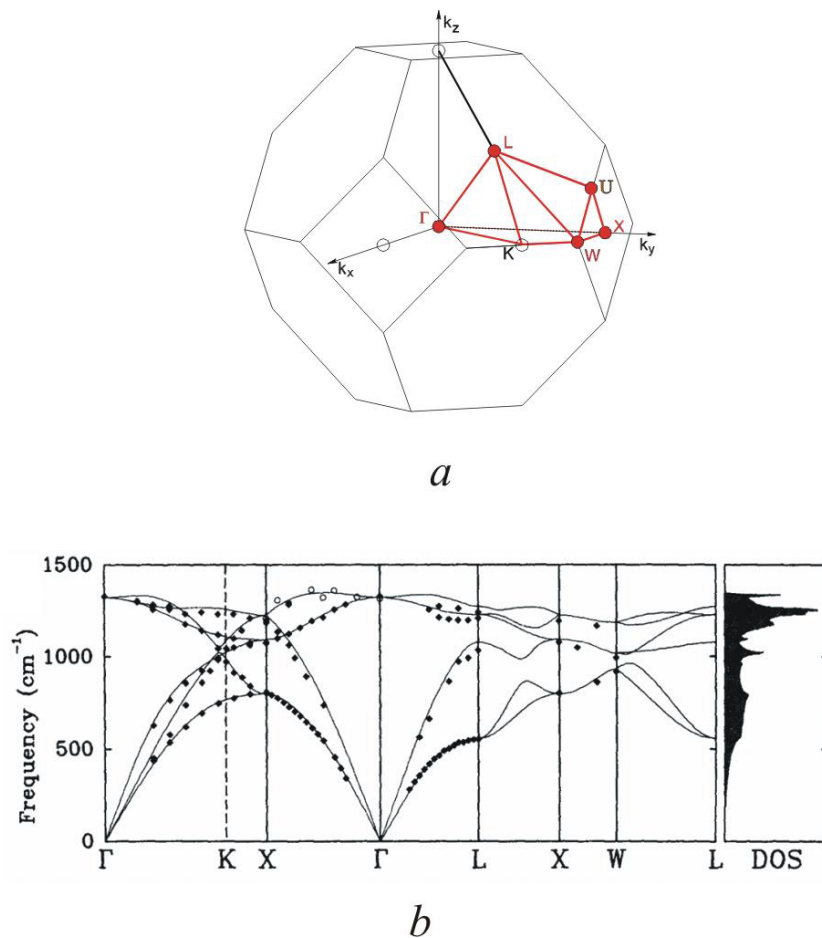 kz
L
U
Γ
X
ky
K
W
kx
a
1500
1000
500
0
Frequency (cm⁻¹)
Γ K X Γ L X W L DOS
b